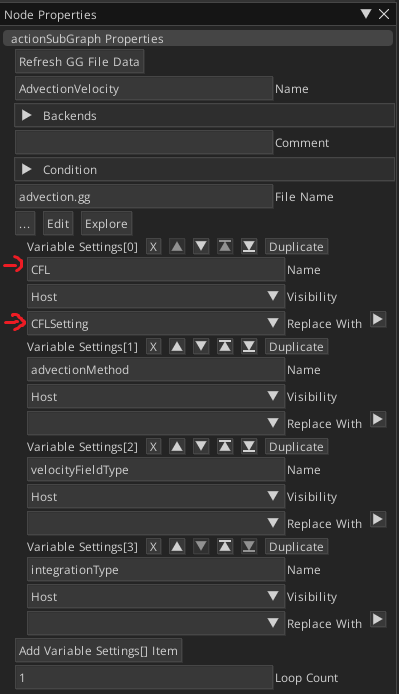 Node Properties
actionSubGraph Properties
Refresh GG File Data
AdvectionVelocity Name
Backends
Comment
Condition
advection.gg File Name
... Edit Explore
Variable Settings[0] X Duplicate
CFL Name
Host Visibility
CFLSetting Replace With
Variable Settings[1] X Duplicate
advectionMethod Name
Host Visibility
Replace With
Variable Settings[2] X Duplicate
velocityFieldType Name
Host Visibility
Replace With
Variable Settings[3] X Duplicate
integrationType Name
Host Visibility
Replace With
Add Variable Settings[] Item
1 Loop Count